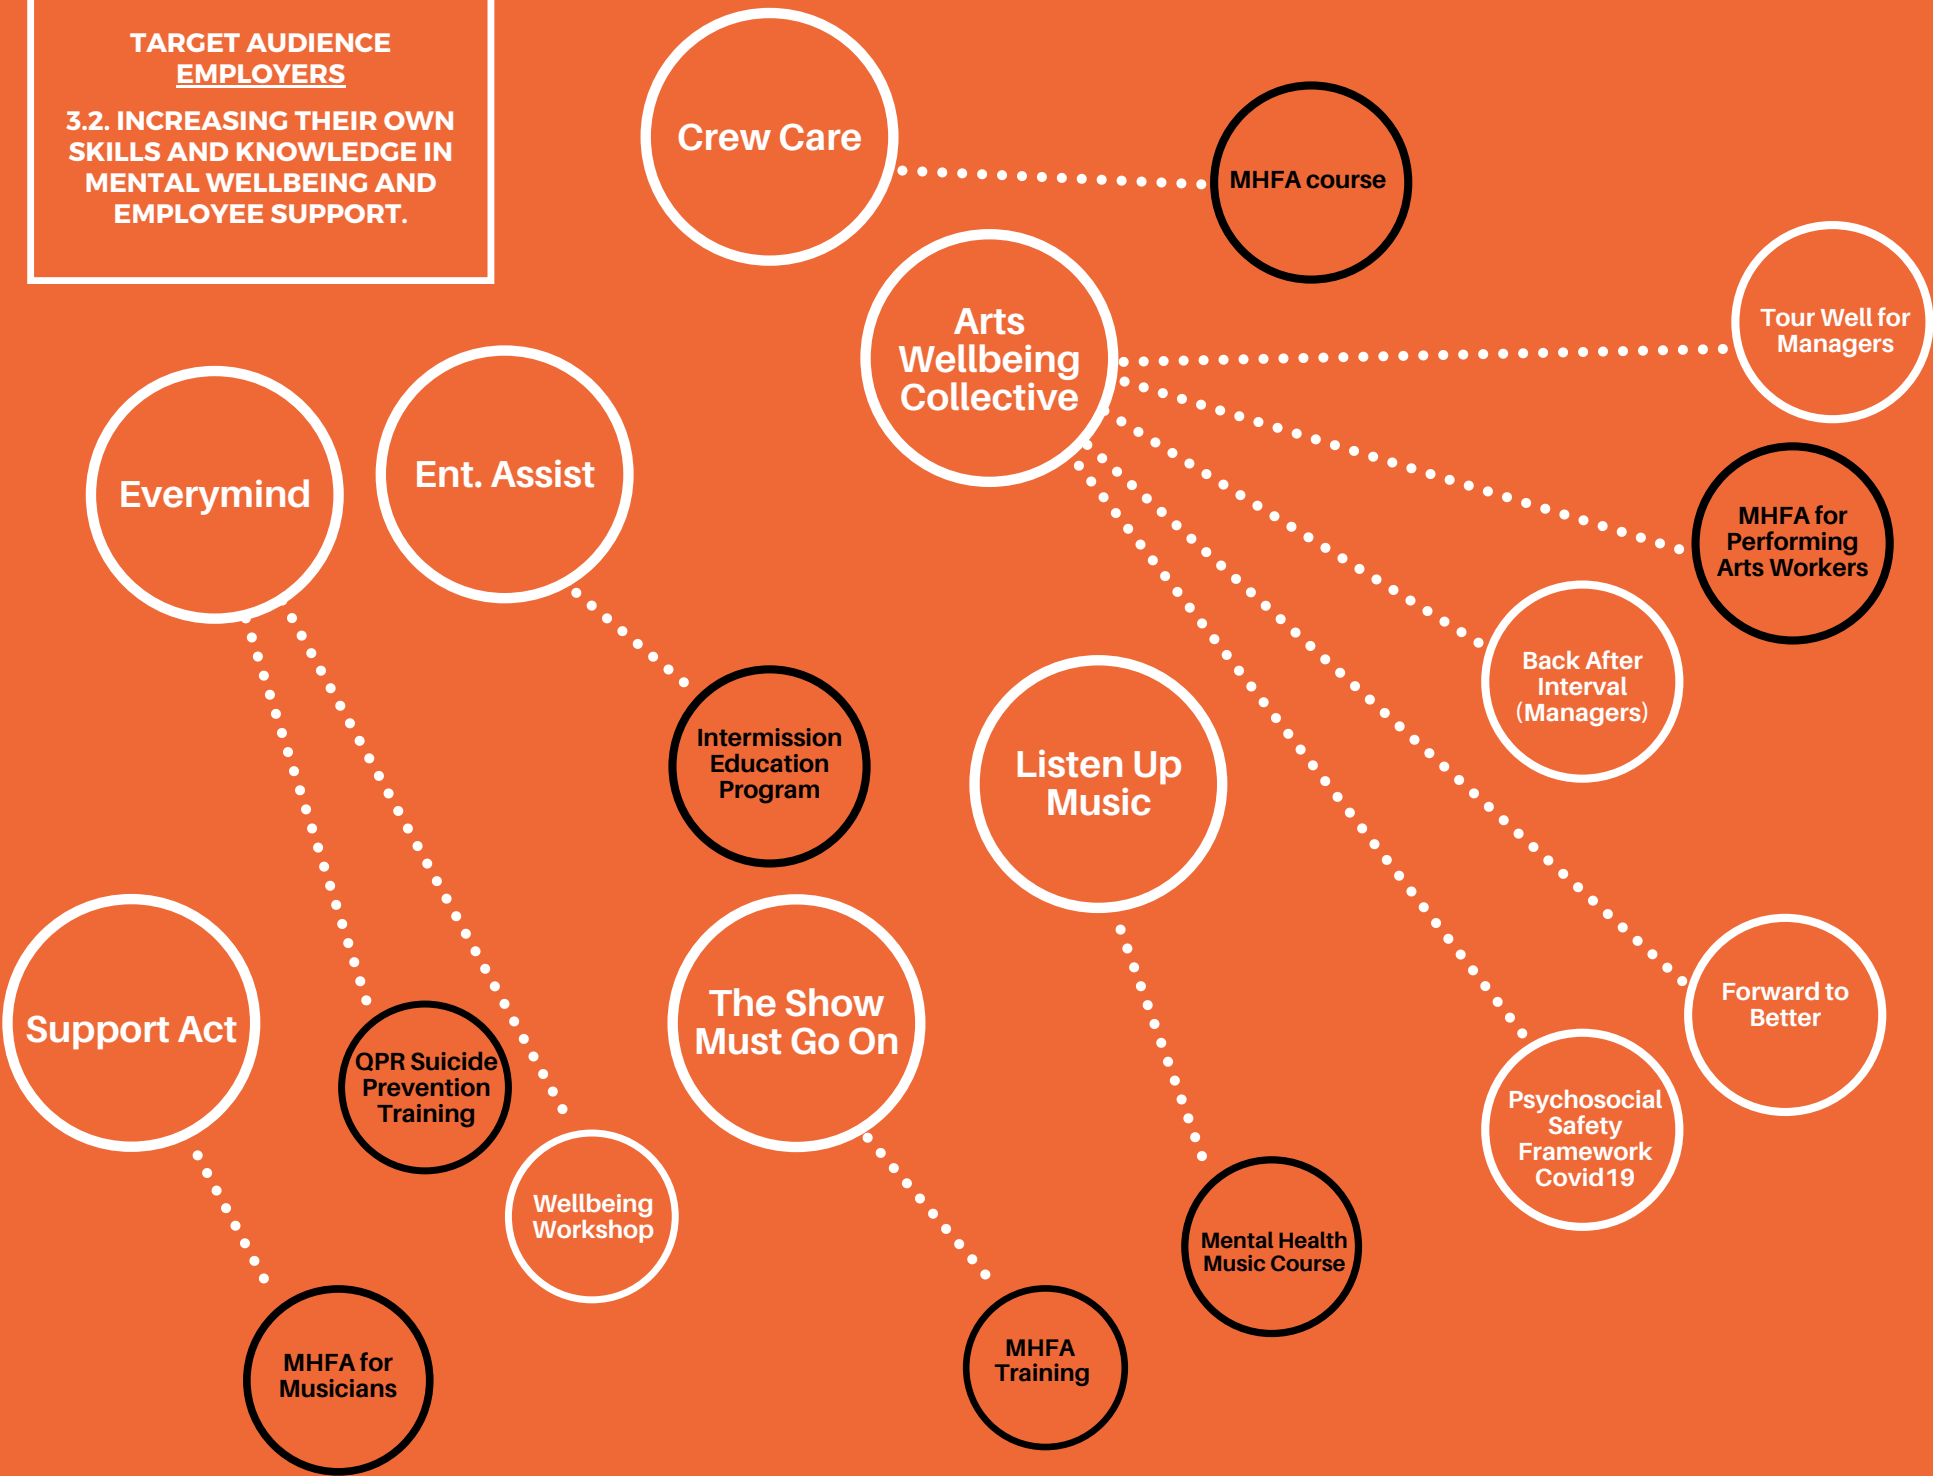 TARGET AUDIENCE
EMPLOYERS
3.2. INCREASING THEIR OWN
SKILLS AND KNOWLEDGE IN
MENTAL WELLBEING AND
EMPLOYEE SUPPORT.
Crew Care
MHFA course
Arts
Wellbeing
Collective
Tour Well for
Managers
Everymind
Ent. Assist
MHFA for
Performing
Arts Workers
Back After
Interval
(Managers)
Intermission
Education
Program
Listen Up
Music
Support Act
The Show
Must Go On
Forward to
Better
QPR Suicide
Prevention
Training
Psychosocial
Safety
Framework
Covid19
Wellbeing
Workshop
Mental Health
Music Course
MHFA for
Musicians
MHFA
Training